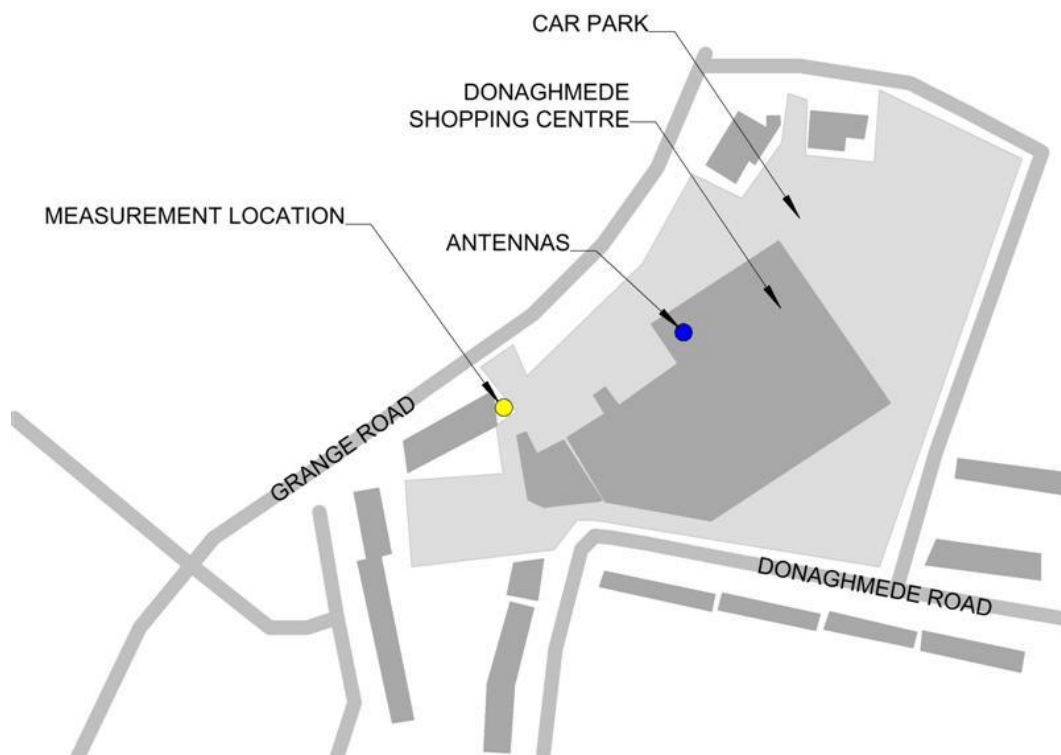 CAR PARK
DONAGHMEDE
SHOPPING CENTRE
MEASUREMENT LOCATION
ANTENNAS
GRANGE ROAD
DONAGHMEDE ROAD